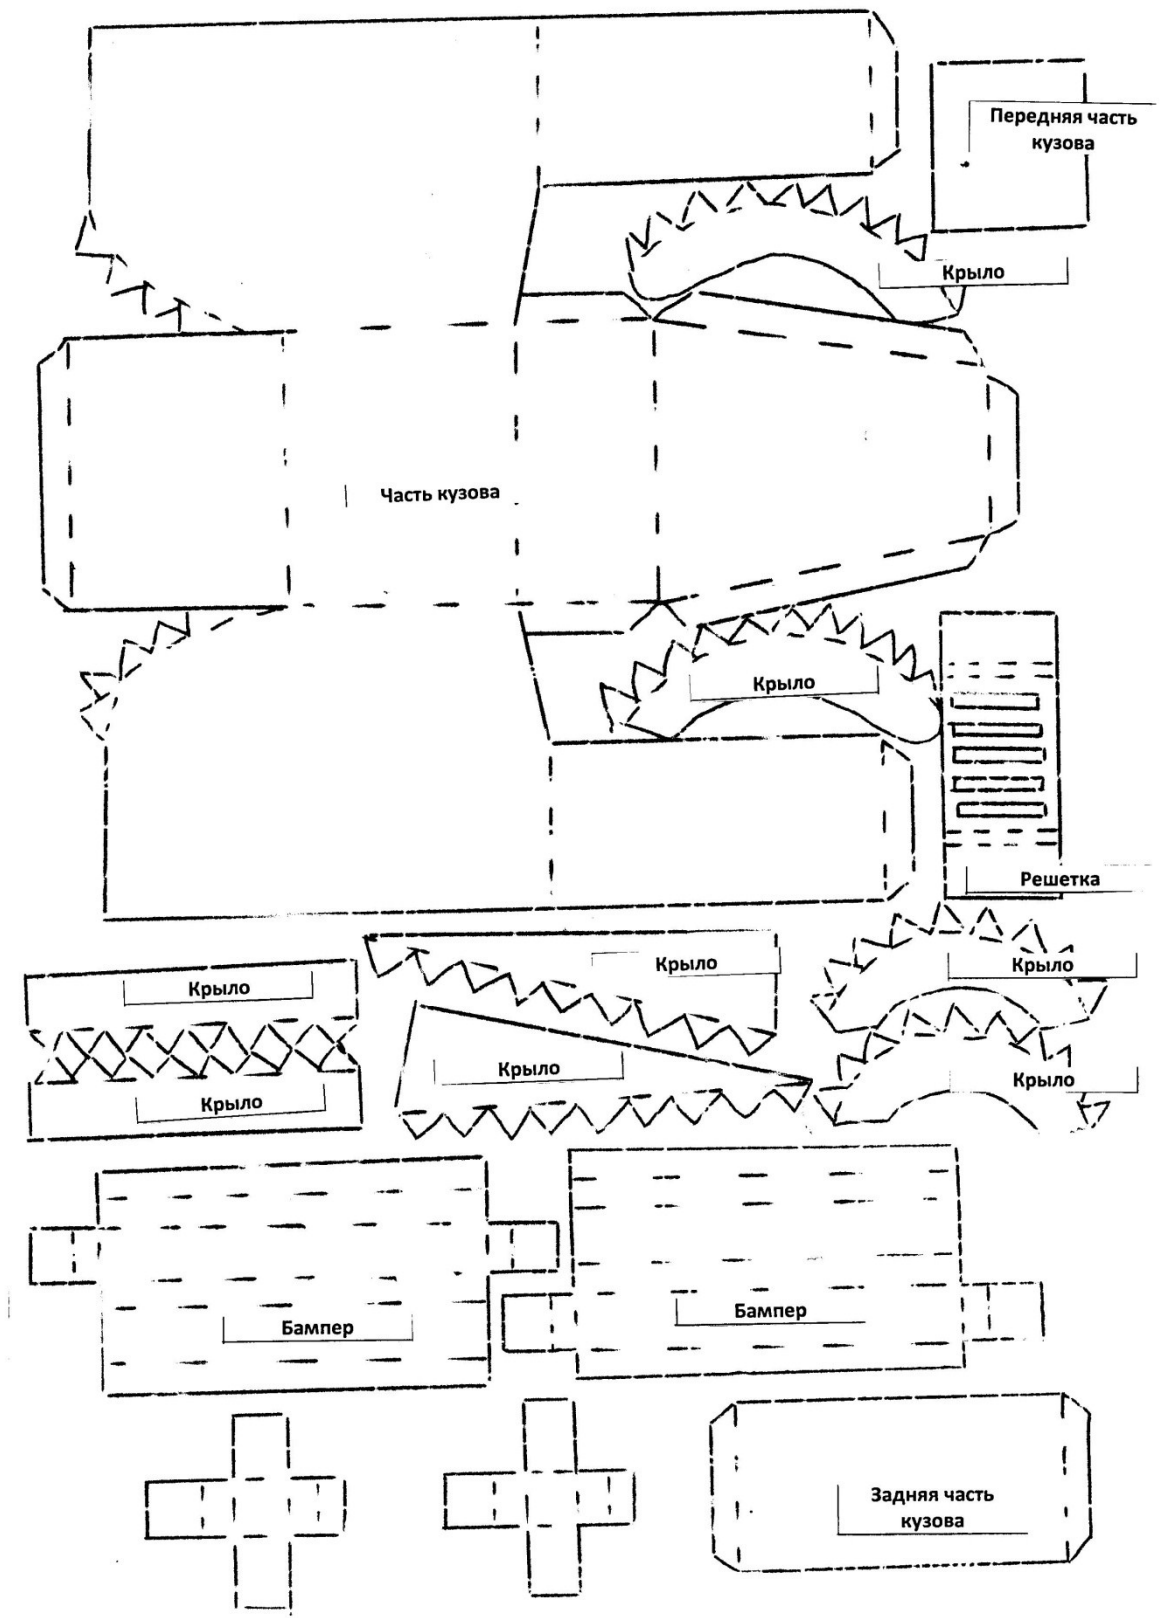 Передняя часть
кузова
Крыло
Часть кузова
Крыло
Решетка
Крыло
Крыло
Крыло
Крыло
Крыло
Крыло
Бампер
Бампер
Задняя часть
кузова